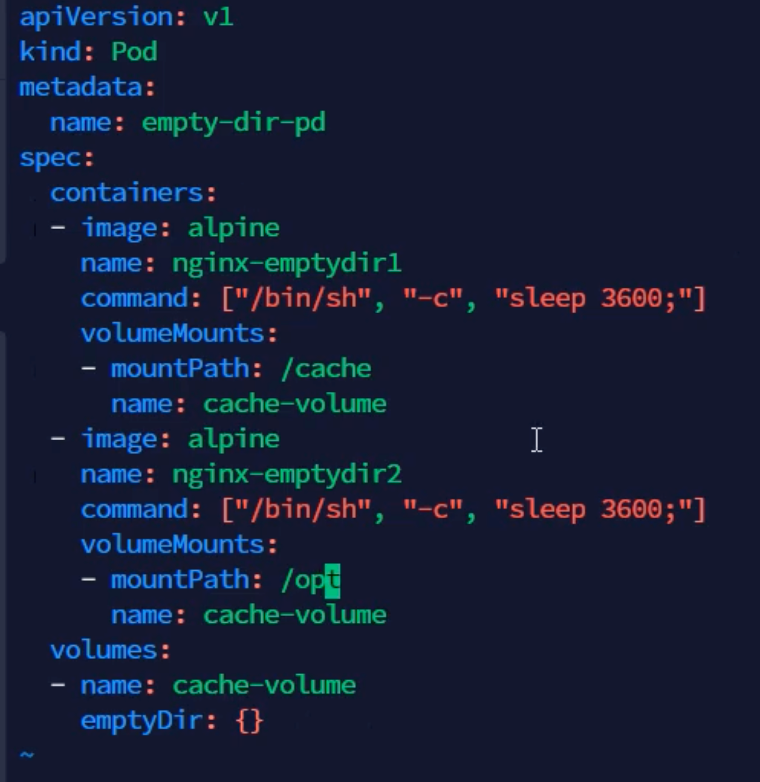 apiVersion: v1
kind: Pod
metadata:
  name: empty-dir-pd
spec:
  containers:
  - image: alpine
    name: nginx-emptydir1
    command: ["/bin/sh", "-c", "sleep 3600;"]
    volumeMounts:
    - mountPath: /cache
      name: cache-volume
  - image: alpine
    name: nginx-emptydir2
    command: ["/bin/sh", "-c", "sleep 3600;"]
    volumeMounts:
    - mountPath: /opt
      name: cache-volume
  volumes:
  - name: cache-volume
    emptyDir: {}
~